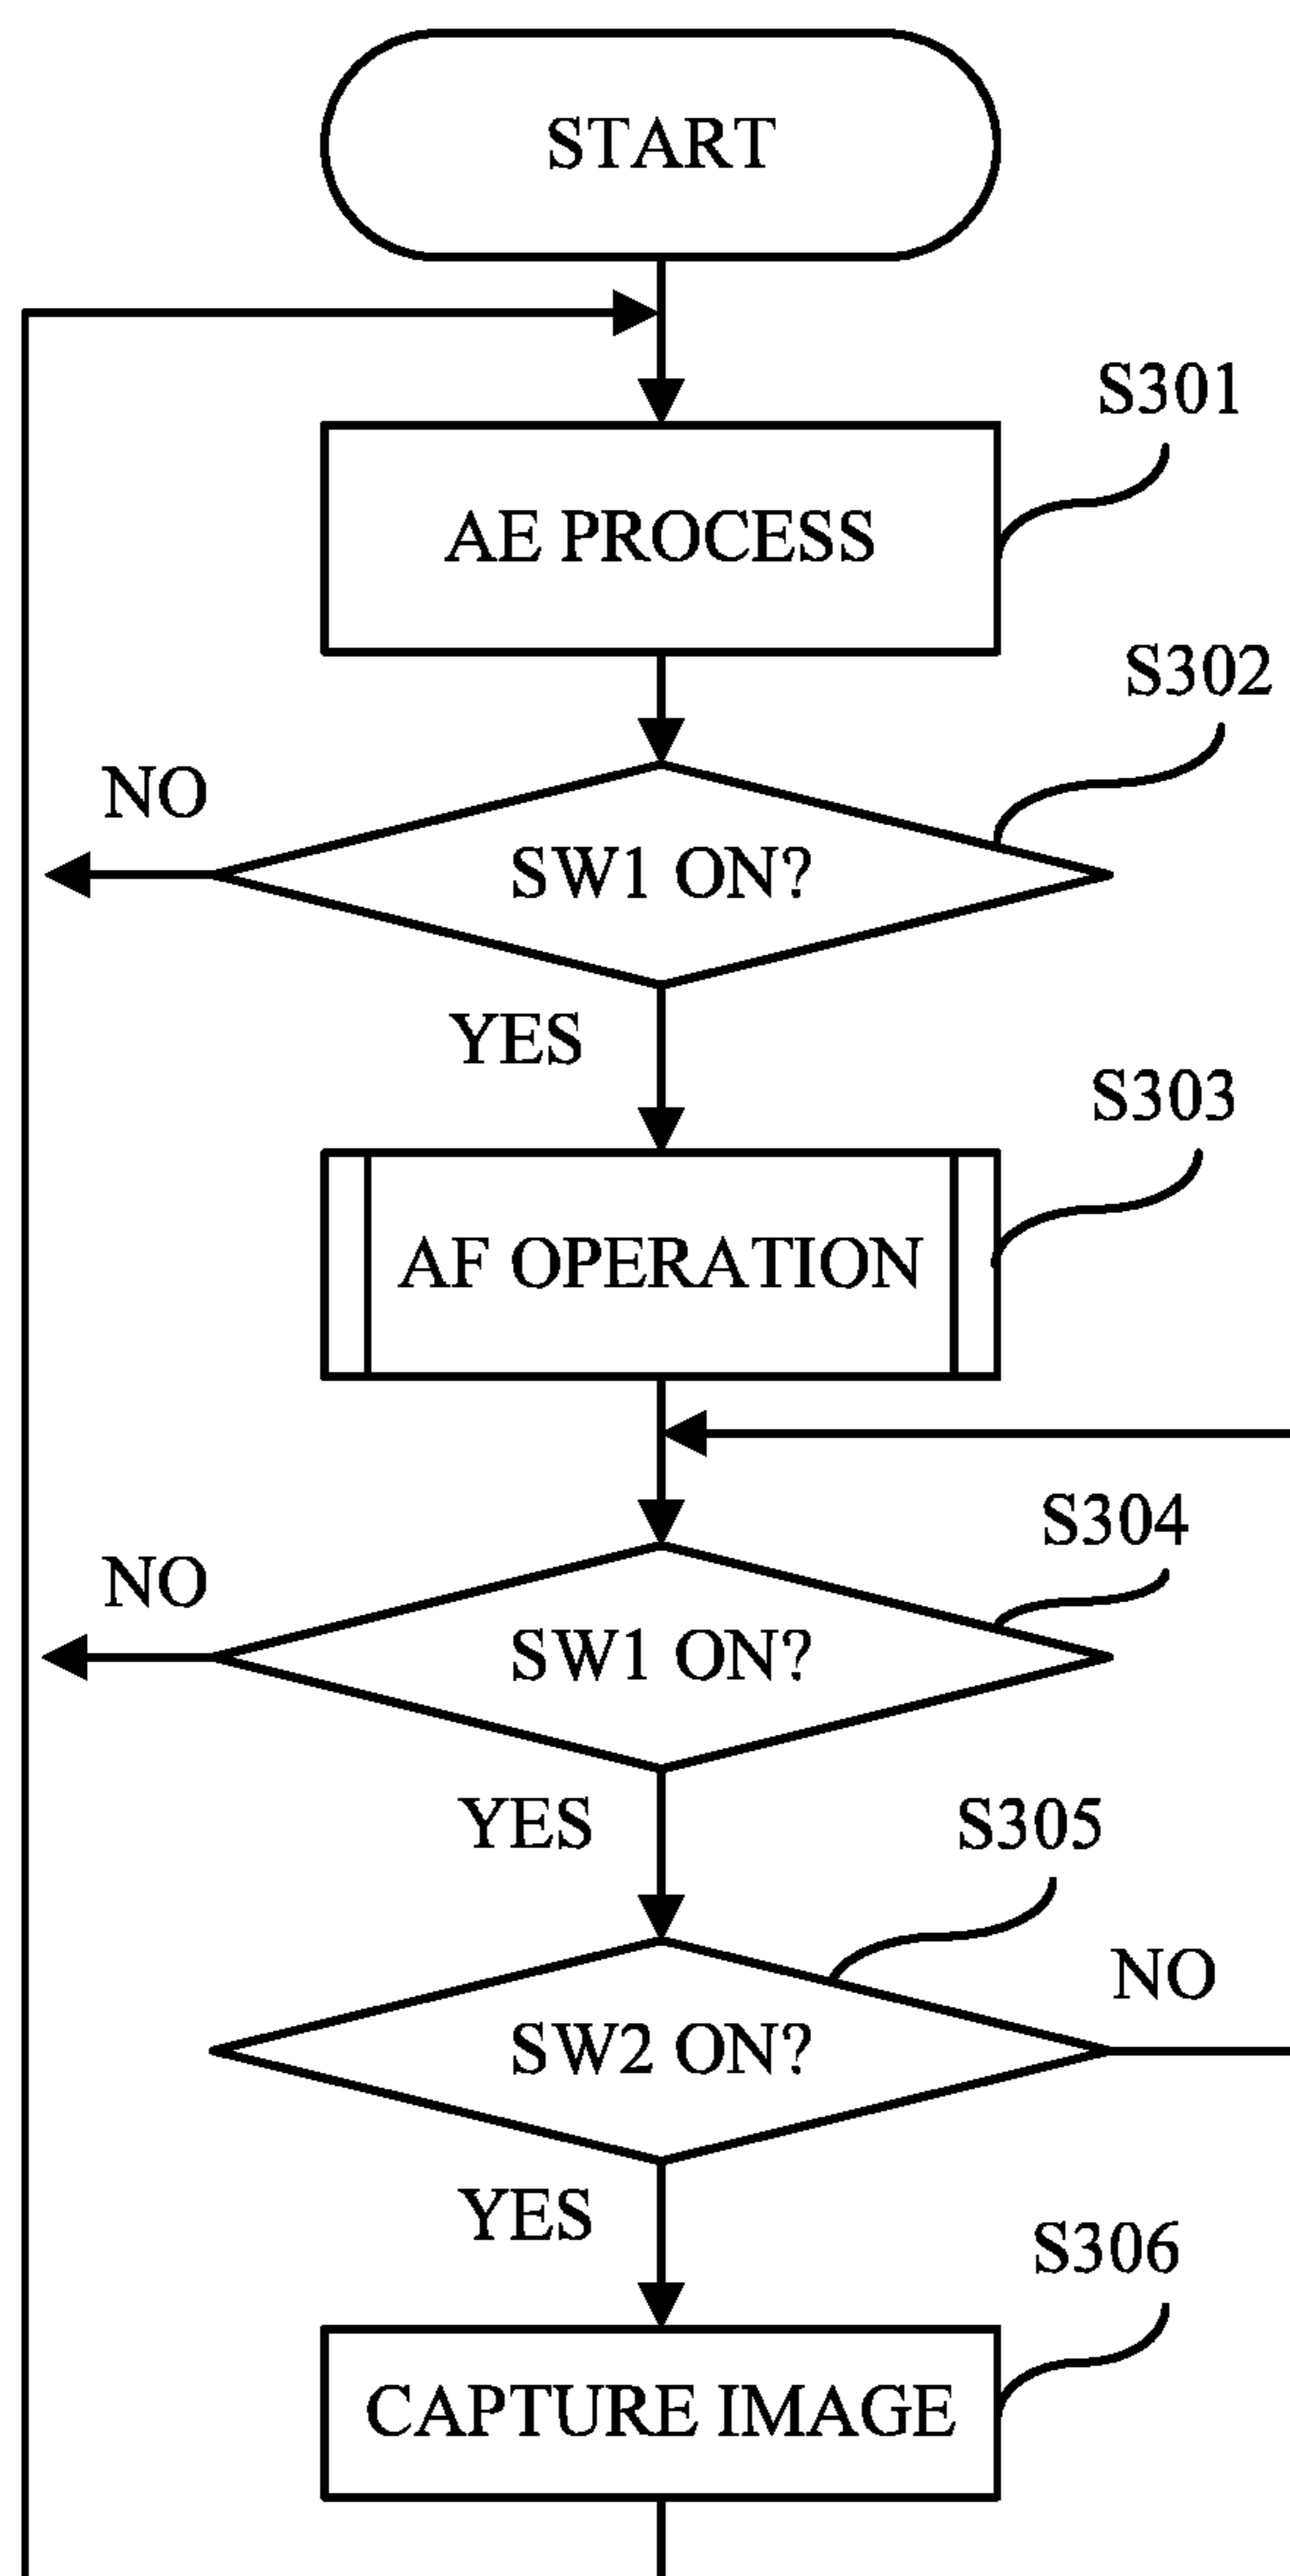 START
S301
AE PROCESS
S302
NO
SW1 ON?
YES
S303
AF OPERATION
S304
NO
SW1 ON?
YES
S305
NO
SW2 ON?
YES
S306
CAPTURE IMAGE